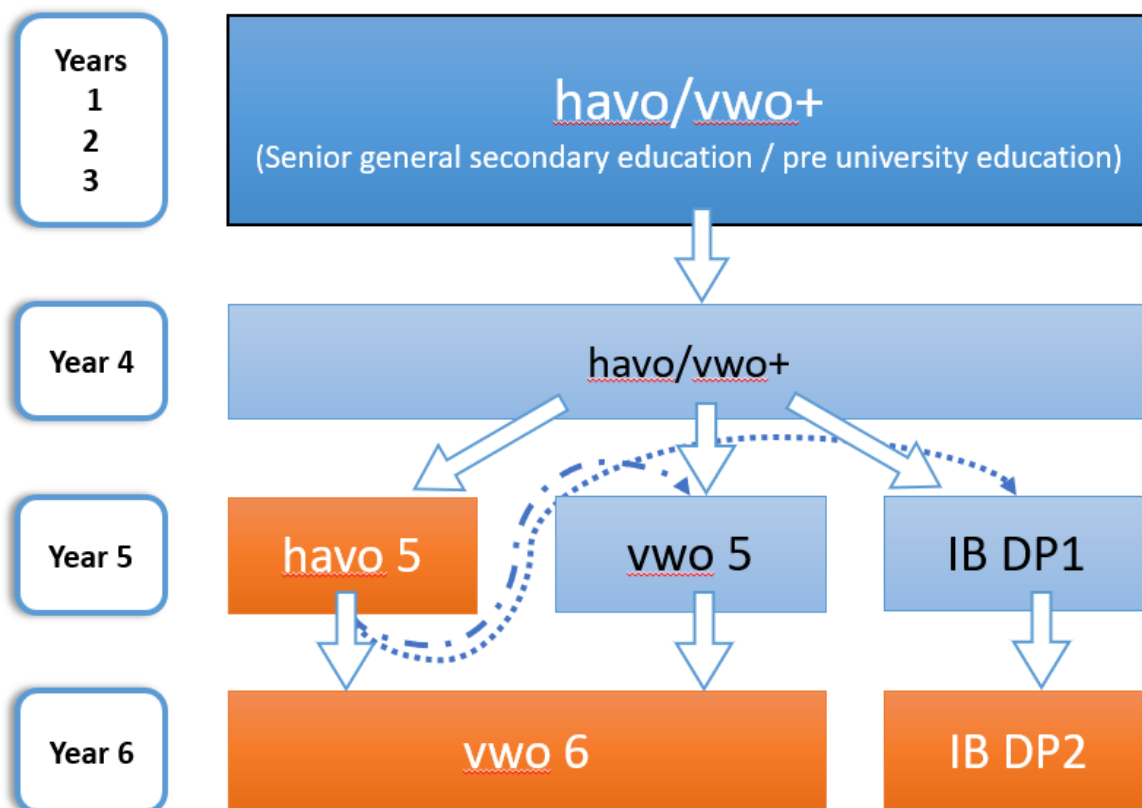 Years
1
2
3
havo/vwo+
(Senior general secondary education / pre university education)
Year 4
havo/vwo+
Year 5
havo 5
vwo 5
IB DP1
Year 6
vwo 6
IB DP2